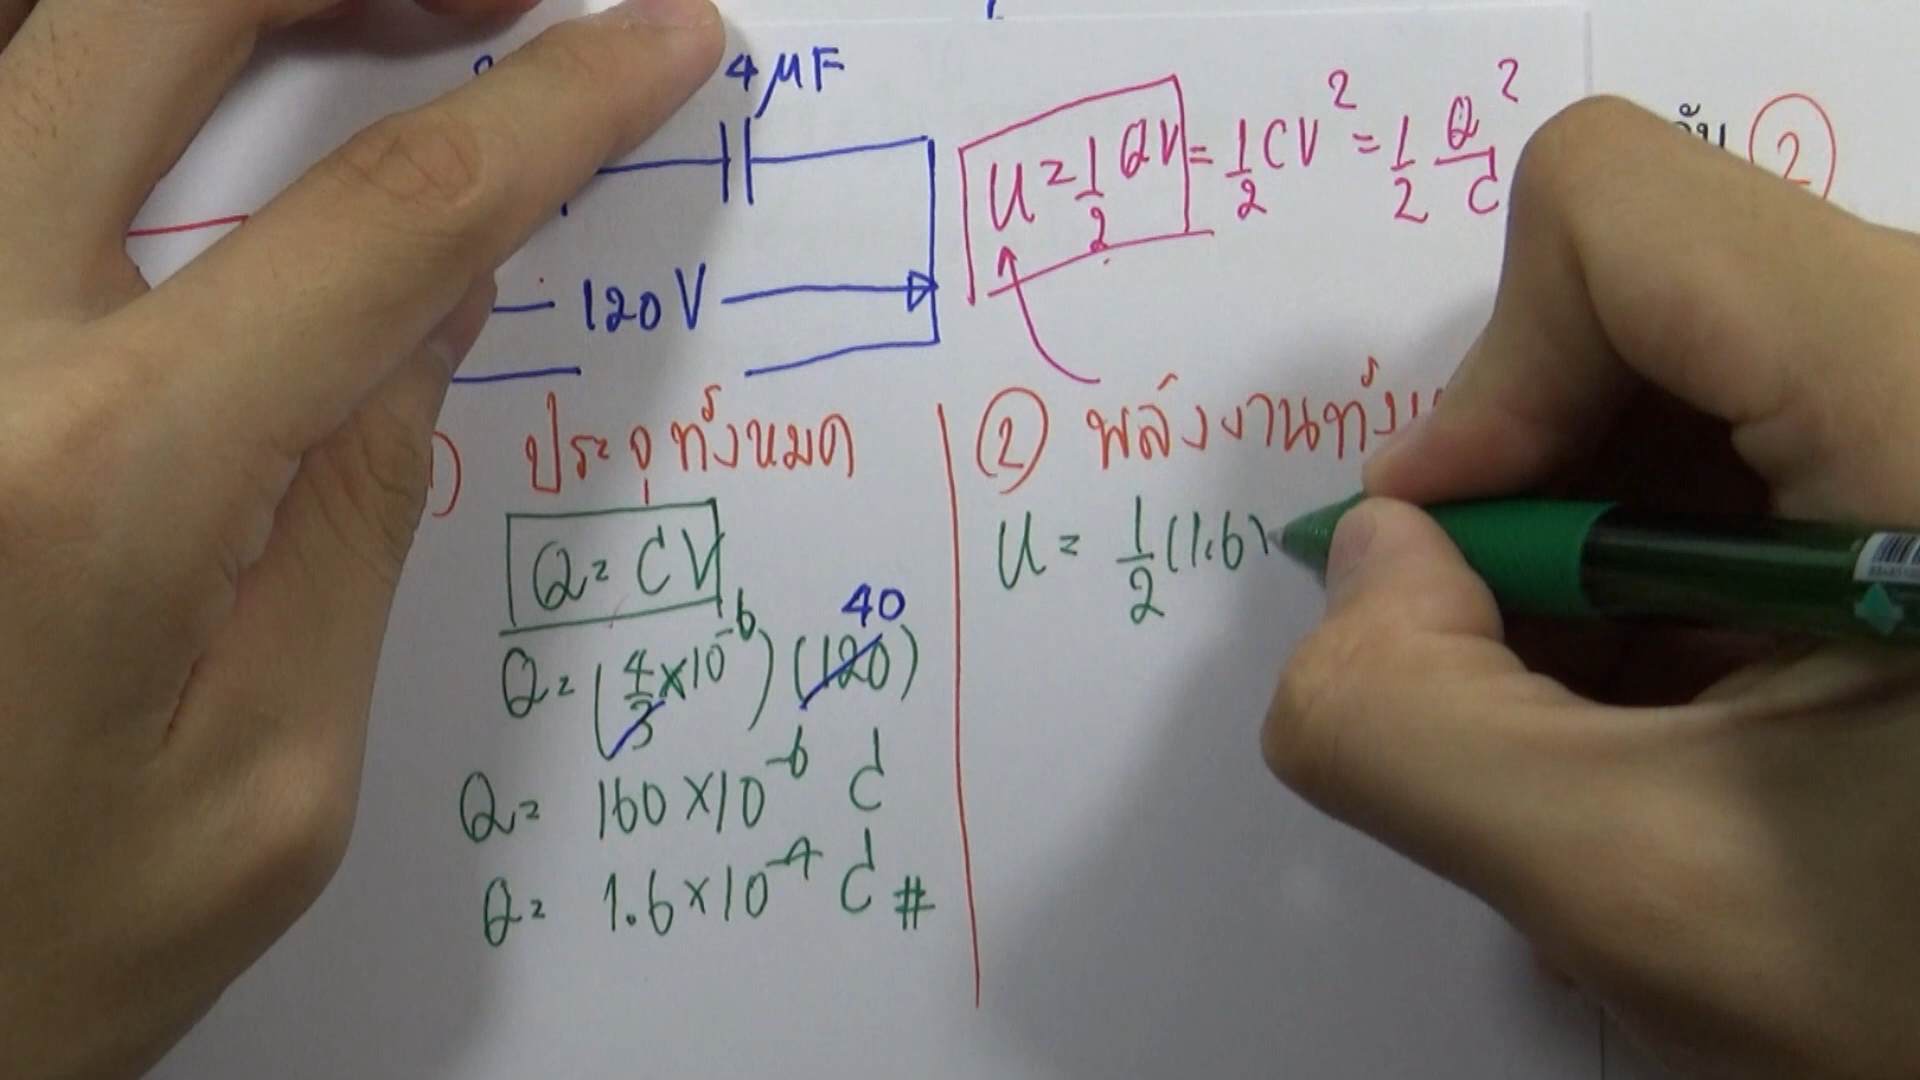 4 μF
U = 1/2 QV = 1/2 CV² = 1/2 Q²/C
2
120 V
ประจุทั้งหมด
② พลังงานทั้ง
Q = CV
U = 1/2 (1.6
40
Q = (4/3 × 10⁻⁶) (120)
Q = 160 × 10⁻⁶ C
Q = 1.6 × 10⁻⁴ C #